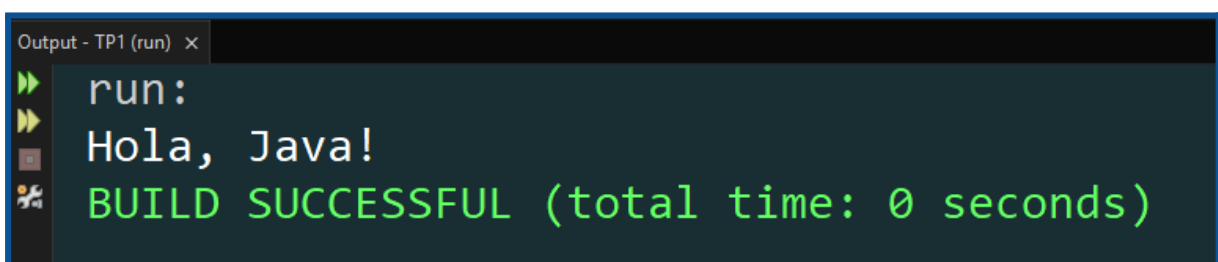 Output - TP1 (run) ×
run:
Hola, Java!
BUILD SUCCESSFUL (total time: 0 seconds)